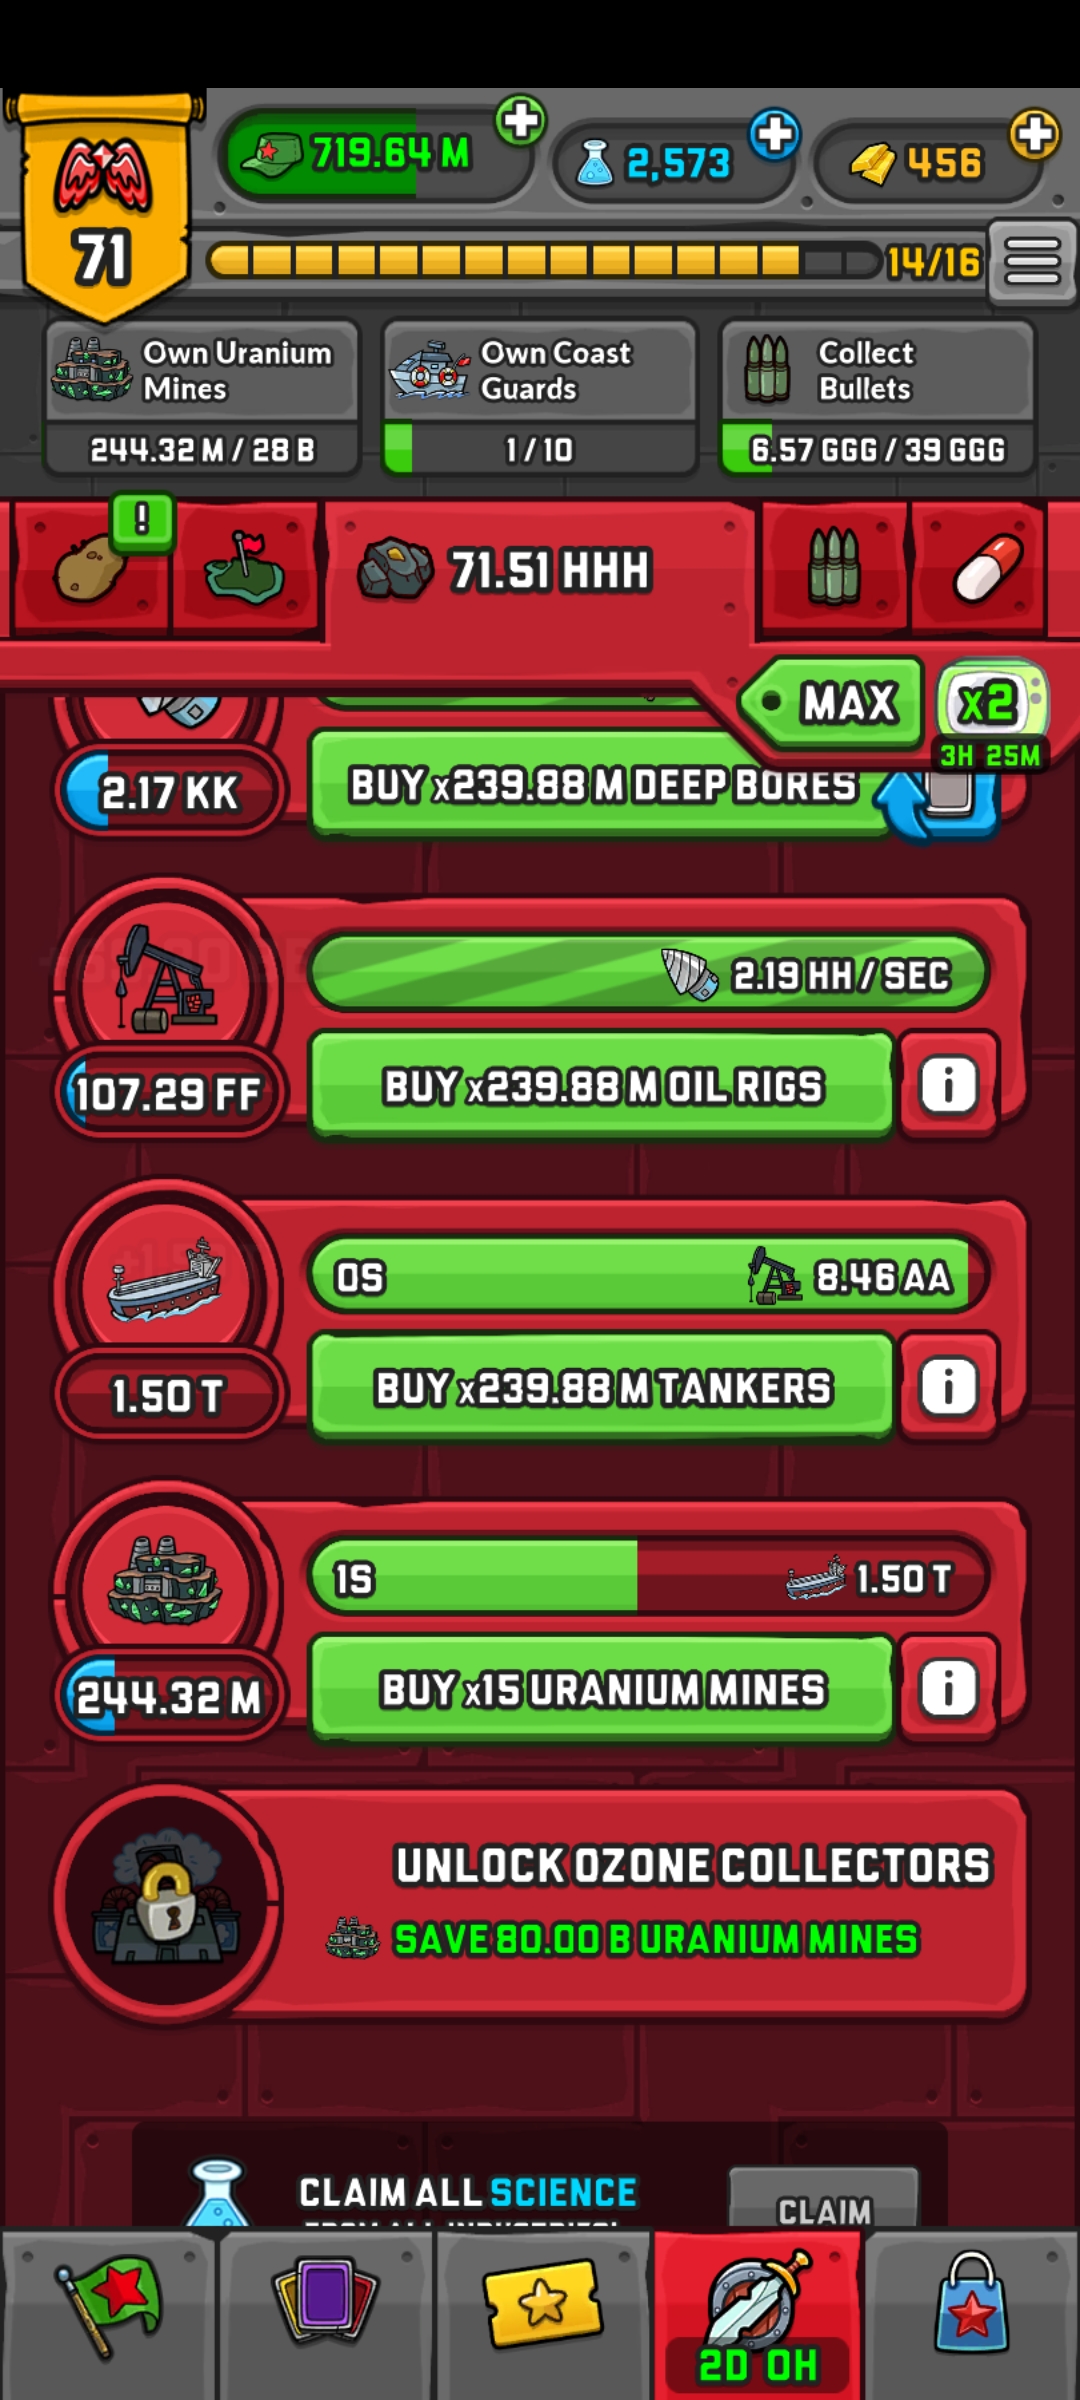 719.64 M
2,573
456
71
14/16
Own Uranium
Mines
244.32 M / 28 B
Own Coast
Guards
1 / 10
Collect
Bullets
6.57 GGG / 39 GGG
!
71.51 HHH
MAX
x2
3H 25M
2.17 KK
BUY x239.88 M DEEP BORES
2.19 HH / SEC
107.29 FF
BUY x239.88 M OIL RIGS
i
0S
8.46 AA
1.50 T
BUY x239.88 M TANKERS
i
1S
1.50 T
244.32 M
BUY x15 URANIUM MINES
i
UNLOCK OZONE COLLECTORS
SAVE 80.00 B URANIUM MINES
CLAIM ALL SCIENCE
CLAIM
2D 0H